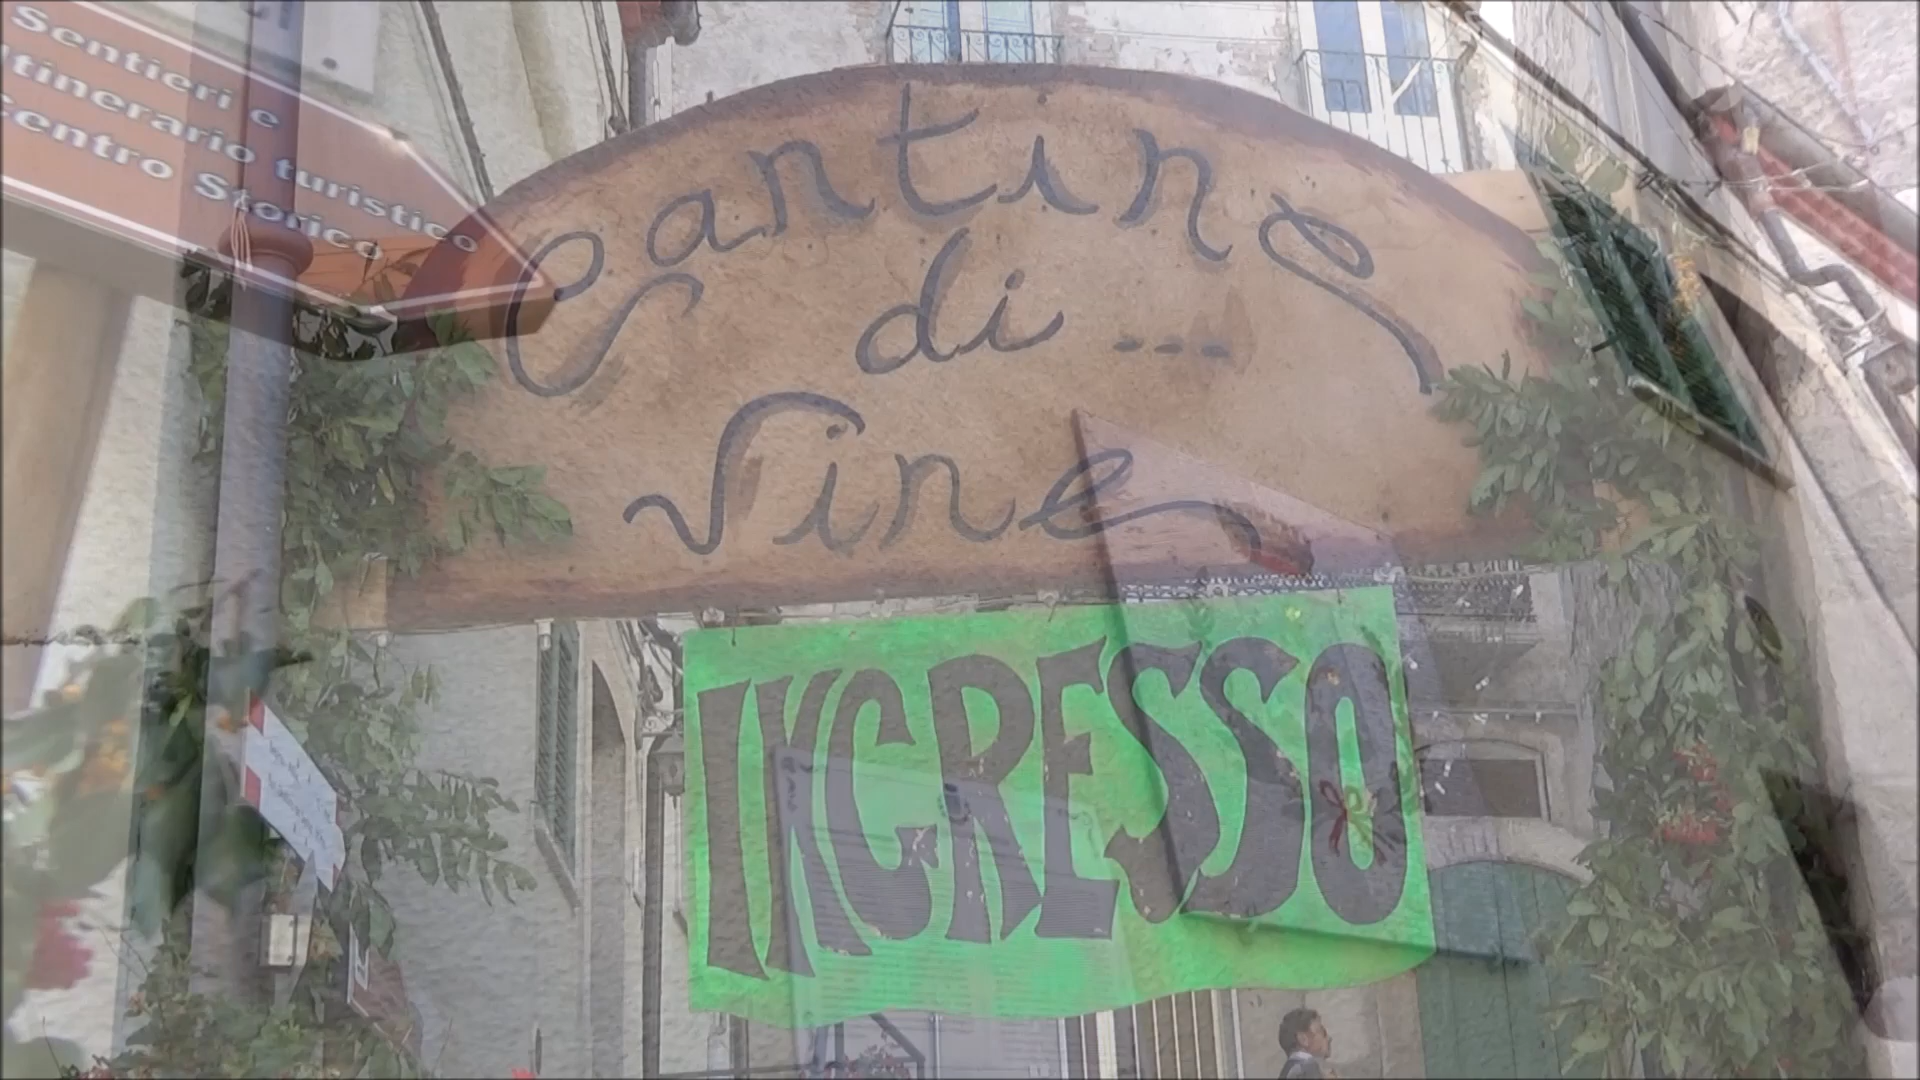 Sentieri e
itinerario turistico
centro Storico
Cantina
di ...
Vine
INGRESSO